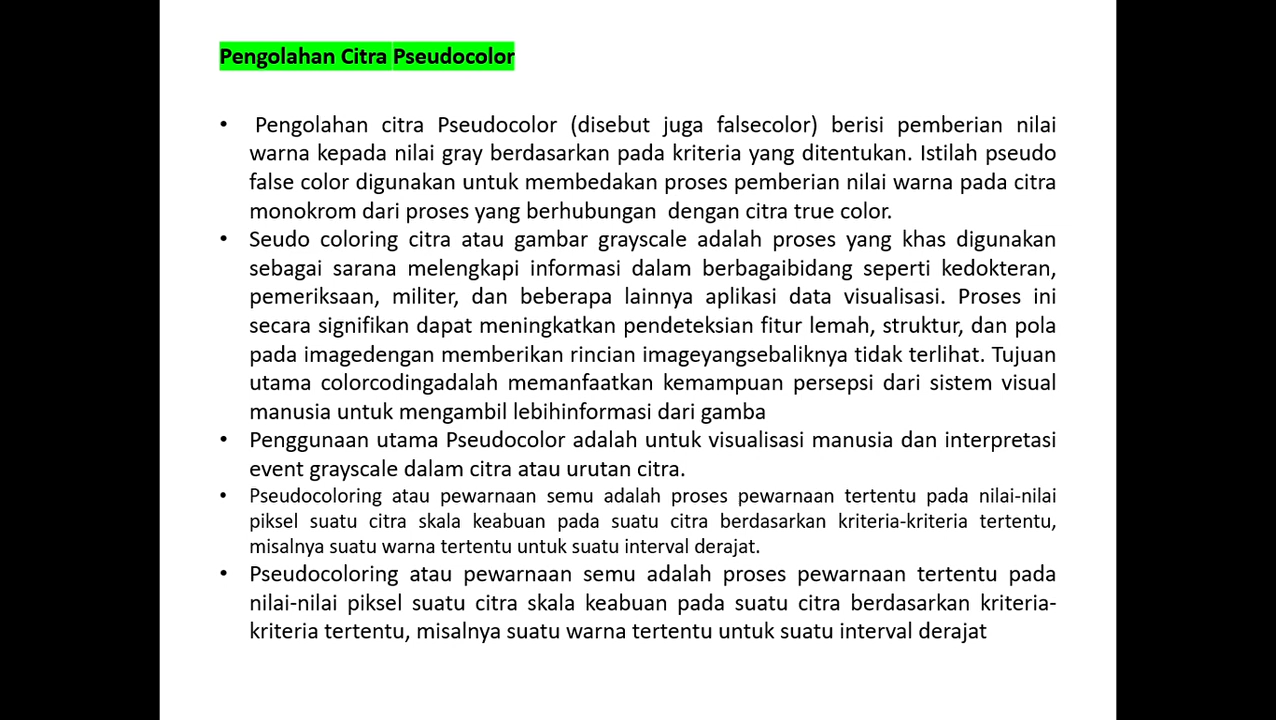 Pengolahan Citra Pseudocolor
• Pengolahan citra Pseudocolor (disebut juga falsecolor) berisi pemberian nilai
warna kepada nilai gray berdasarkan pada kriteria yang ditentukan. Istilah pseudo
false color digunakan untuk membedakan proses pemberian nilai warna pada citra
monokrom dari proses yang berhubungan dengan citra true color.
• Seudo coloring citra atau gambar grayscale adalah proses yang khas digunakan
sebagai sarana melengkapi informasi dalam berbagaibidang seperti kedokteran,
pemeriksaan, militer, dan beberapa lainnya aplikasi data visualisasi. Proses ini
secara signifikan dapat meningkatkan pendeteksian fitur lemah, struktur, dan pola
pada imagedengan memberikan rincian imageyangsebaliknya tidak terlihat. Tujuan
utama colorcodingadalah memanfaatkan kemampuan persepsi dari sistem visual
manusia untuk mengambil lebihinformasi dari gamba
• Penggunaan utama Pseudocolor adalah untuk visualisasi manusia dan interpretasi
event grayscale dalam citra atau urutan citra.
• Pseudocoloring atau pewarnaan semu adalah proses pewarnaan tertentu pada nilai-nilai
piksel suatu citra skala keabuan pada suatu citra berdasarkan kriteria-kriteria tertentu,
misalnya suatu warna tertentu untuk suatu interval derajat.
• Pseudocoloring atau pewarnaan semu adalah proses pewarnaan tertentu pada
nilai-nilai piksel suatu citra skala keabuan pada suatu citra berdasarkan kriteria-
kriteria tertentu, misalnya suatu warna tertentu untuk suatu interval derajat